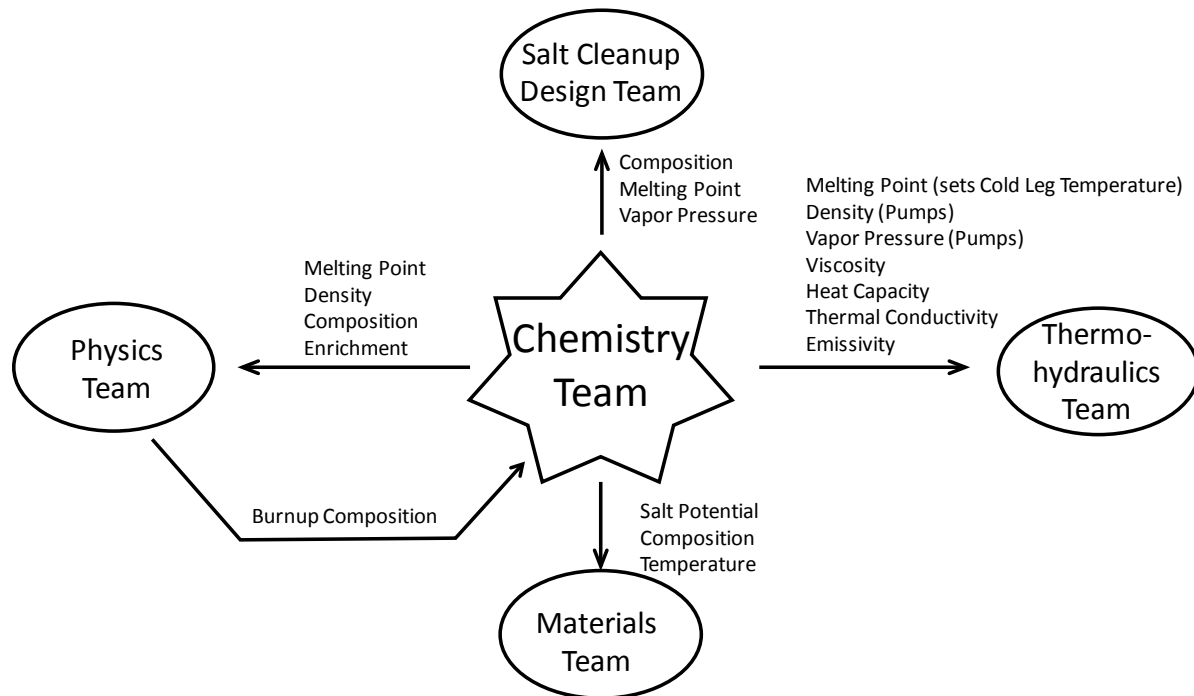 Salt Cleanup
Design Team
Composition
Melting Point
Vapor Pressure
Melting Point (sets Cold Leg Temperature)
Density (Pumps)
Vapor Pressure (Pumps)
Viscosity
Heat Capacity
Thermal Conductivity
Emissivity
Melting Point
Density
Composition
Enrichment
Physics
Team
Chemistry
Team
Thermo-
hydraulics
Team
Burnup Composition
Salt Potential
Composition
Temperature
Materials
Team